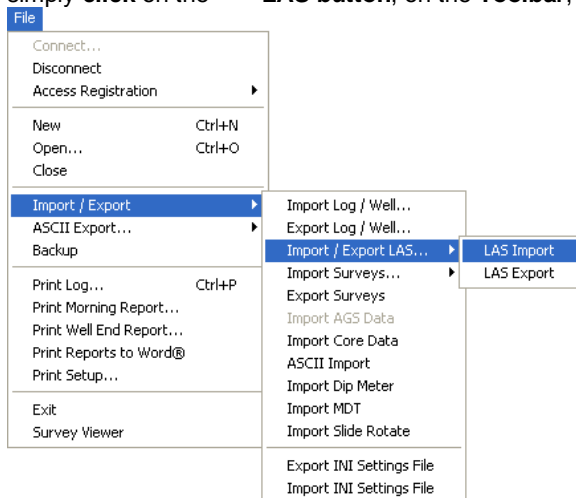 simply click on the LAS button, on the Toolbar,
File
Connect...
Disconnect
Access Registration
New Ctrl+N
Open... Ctrl+O
Close
Import / Export
ASCII Export...
Backup
Print Log... Ctrl+P
Print Morning Report...
Print Well End Report...
Print Reports to Word®
Print Setup...
Exit
Survey Viewer
Import Log / Well...
Export Log / Well...
Import / Export LAS...
Import Surveys...
Export Surveys
Import AGS Data
Import Core Data
ASCII Import
Import Dip Meter
Import MDT
Import Slide Rotate
Export INI Settings File
Import INI Settings File
LAS Import
LAS Export